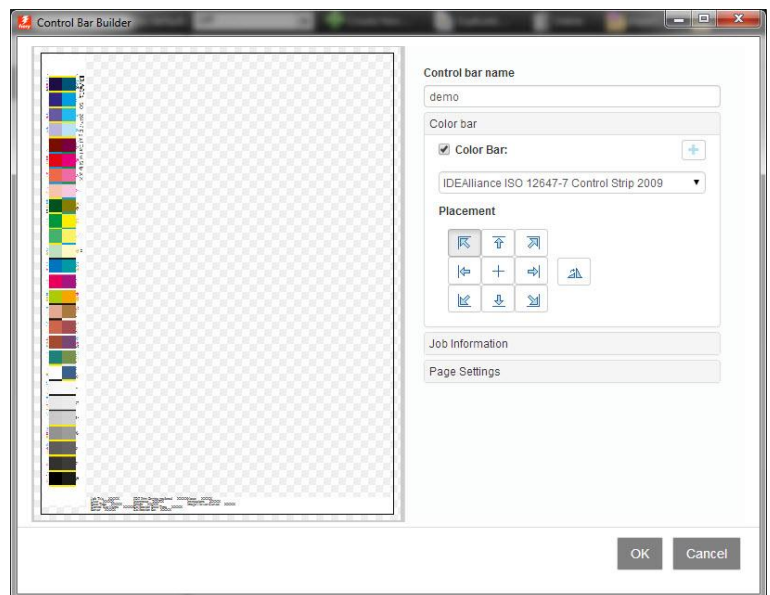 Control Bar Builder
Control bar name
demo
Color bar
Color Bar:
IDEAlliance ISO 12647-7 Control Strip 2009
Placement
Job Information
Page Settings
OK
Cancel